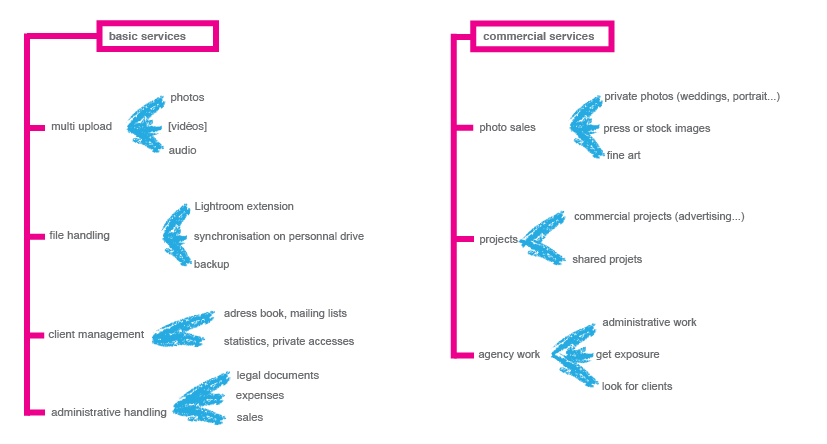 basic services
multi upload
photos
[vidéos]
audio
file handling
Lightroom extension
synchronisation on personnal drive
backup
client management
adress book, mailing lists
statistics, private accesses
administrative handling
legal documents
expenses
sales
commercial services
photo sales
private photos (weddings, portrait...)
press or stock images
fine art
projects
commercial projects (advertising...)
shared projets
agency work
administrative work
get exposure
look for clients